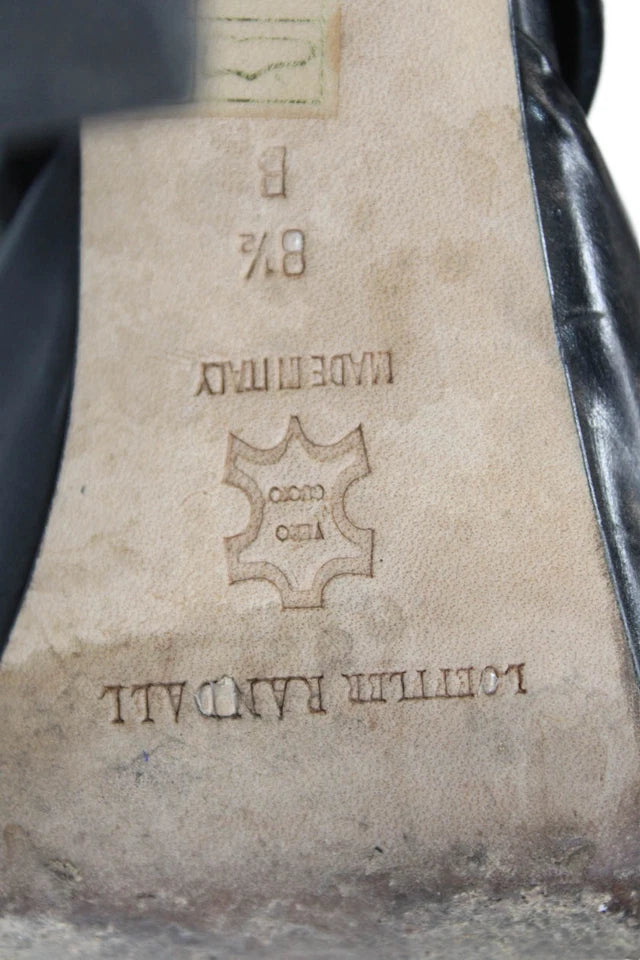 LOEFFLER RANDALL
VERO
CUOIO
MADE IN ITALY
8½
B